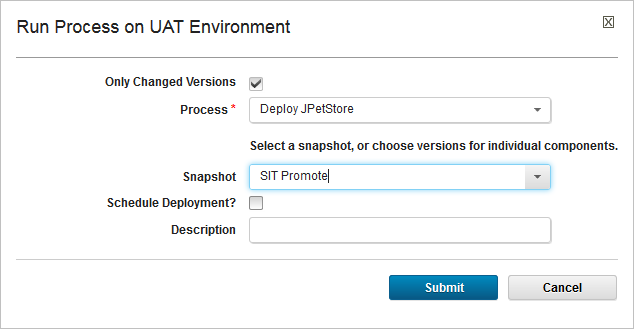 Run Process on UAT Environment
Only Changed Versions
Process * Deploy JPetStore
Select a snapshot, or choose versions for individual components.
Snapshot SIT Promote
Schedule Deployment?
Description
Submit Cancel